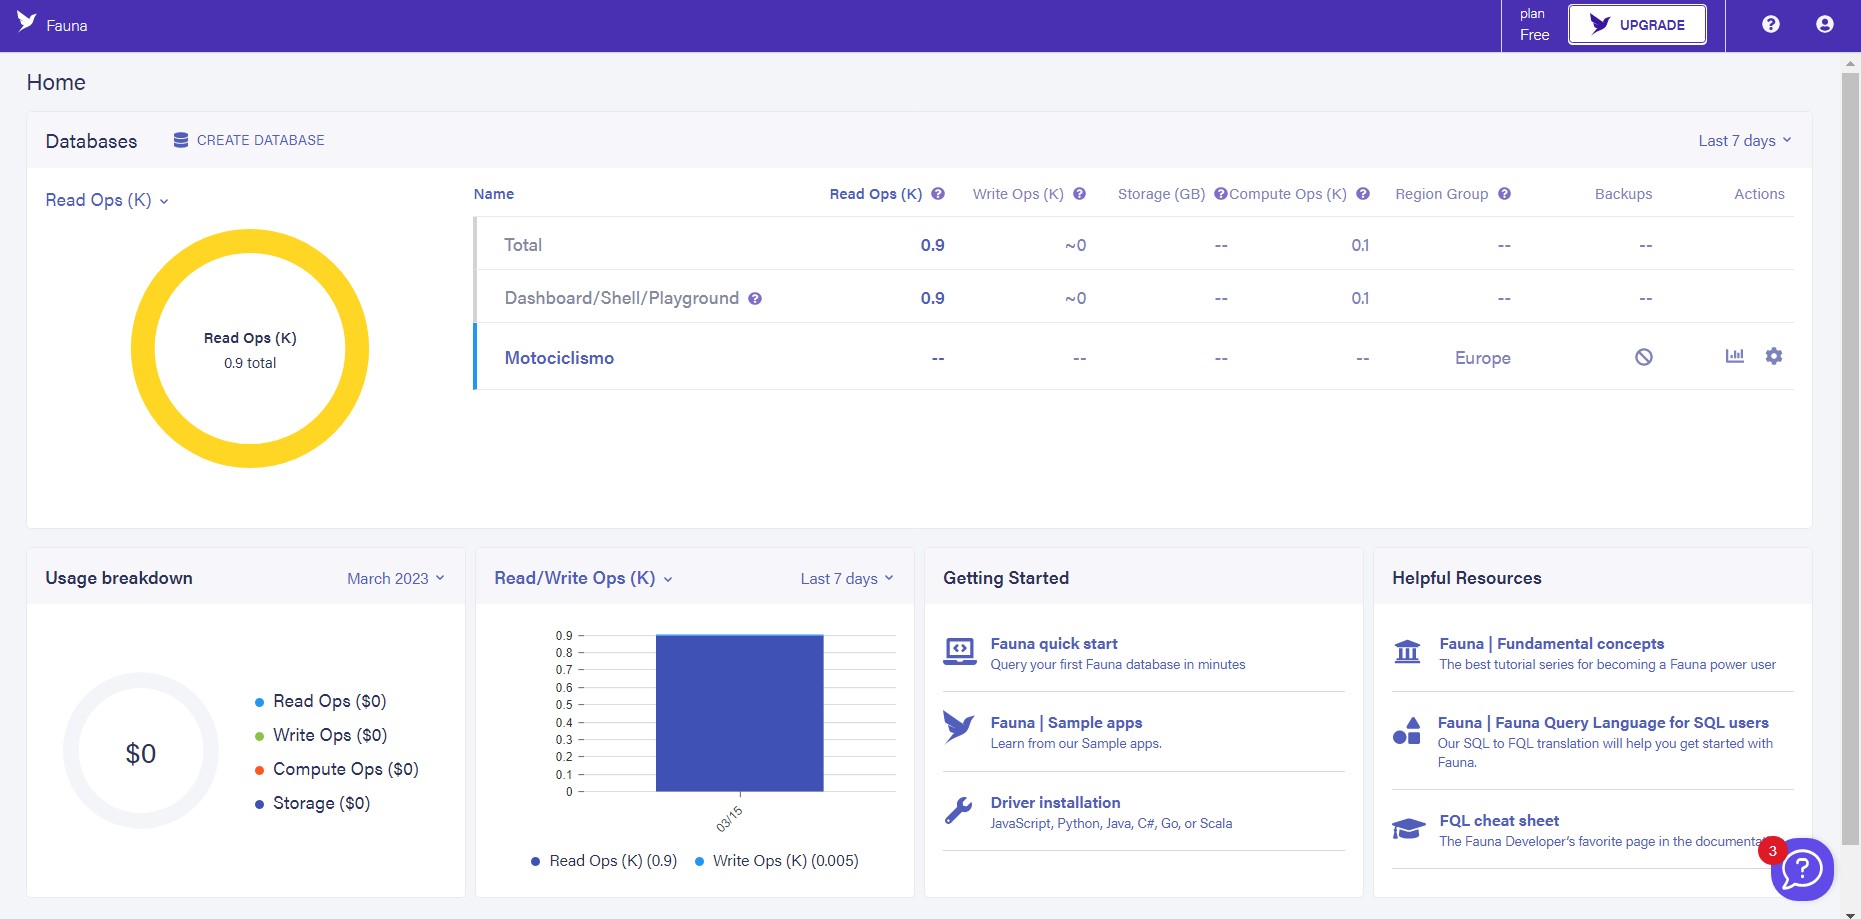 Fauna
plan
Free
UPGRADE
Home
Databases
CREATE DATABASE
Last 7 days
Read Ops (K)
Read Ops (K)
0.9 total
Name Read Ops (K) Write Ops (K) Storage (GB) Compute Ops (K) Region Group Backups Actions
Total 0.9 ~0 -- 0.1 -- --
Dashboard/Shell/Playground 0.9 ~0 -- 0.1 -- --
Motociclismo -- -- -- -- Europe
Usage breakdown
March 2023
$0
Read Ops ($0)
Write Ops ($0)
Compute Ops ($0)
Storage ($0)
Read/Write Ops (K)
Last 7 days
0.9
0.8
0.7
0.6
0.5
0.4
0.3
0.2
0.1
0
03/15
Read Ops (K) (0.9) Write Ops (K) (0.005)
Getting Started
Fauna quick start
Query your first Fauna database in minutes
Fauna | Sample apps
Learn from our Sample apps.
Driver installation
JavaScript, Python, Java, C#, Go, or Scala
Helpful Resources
Fauna | Fundamental concepts
The best tutorial series for becoming a Fauna power user
Fauna | Fauna Query Language for SQL users
Our SQL to FQL translation will help you get started with
Fauna.
FQL cheat sheet
The Fauna Developer's favorite page in the
3